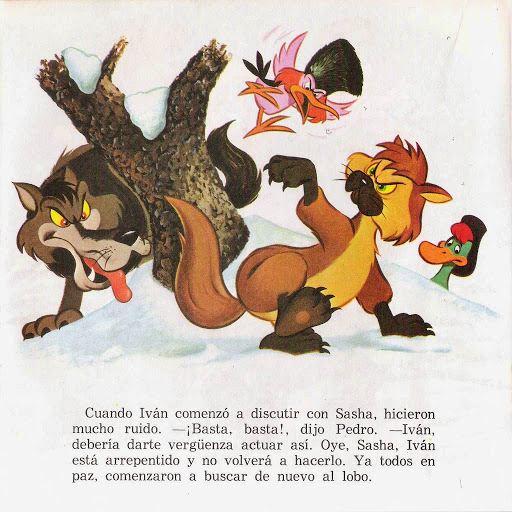 Cuando Iván comenzó a discutir con Sasha, hicieron
mucho ruido. —¡Basta, basta!, dijo Pedro. —Iván,
debería darte vergüenza actuar así. Oye, Sasha, Iván
está arrepentido y no volverá a hacerlo. Ya todos en
paz, comenzaron a buscar de nuevo al lobo.